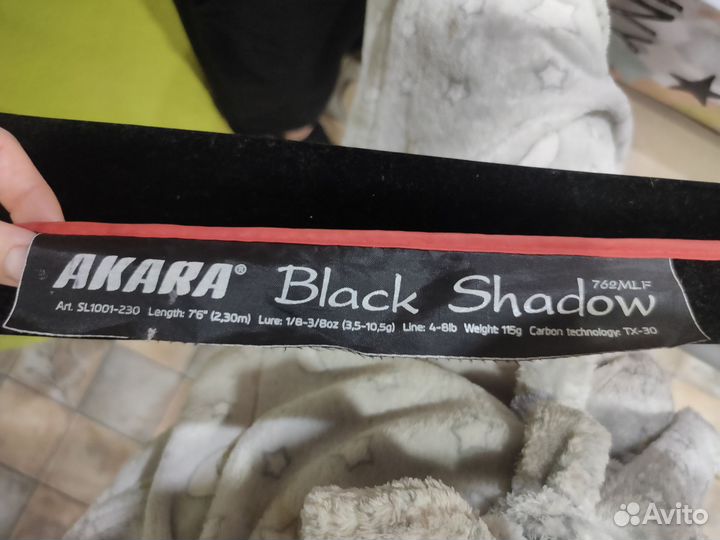 AKARA® Black Shadow 762MLF
Art. SL1001-230 Length: 7'6" (2,30m) Lure: 1/8-3/8oz (3,5-10,5g) Line: 4-8lb Weight 115g Carbon technology: TX-30
Avito